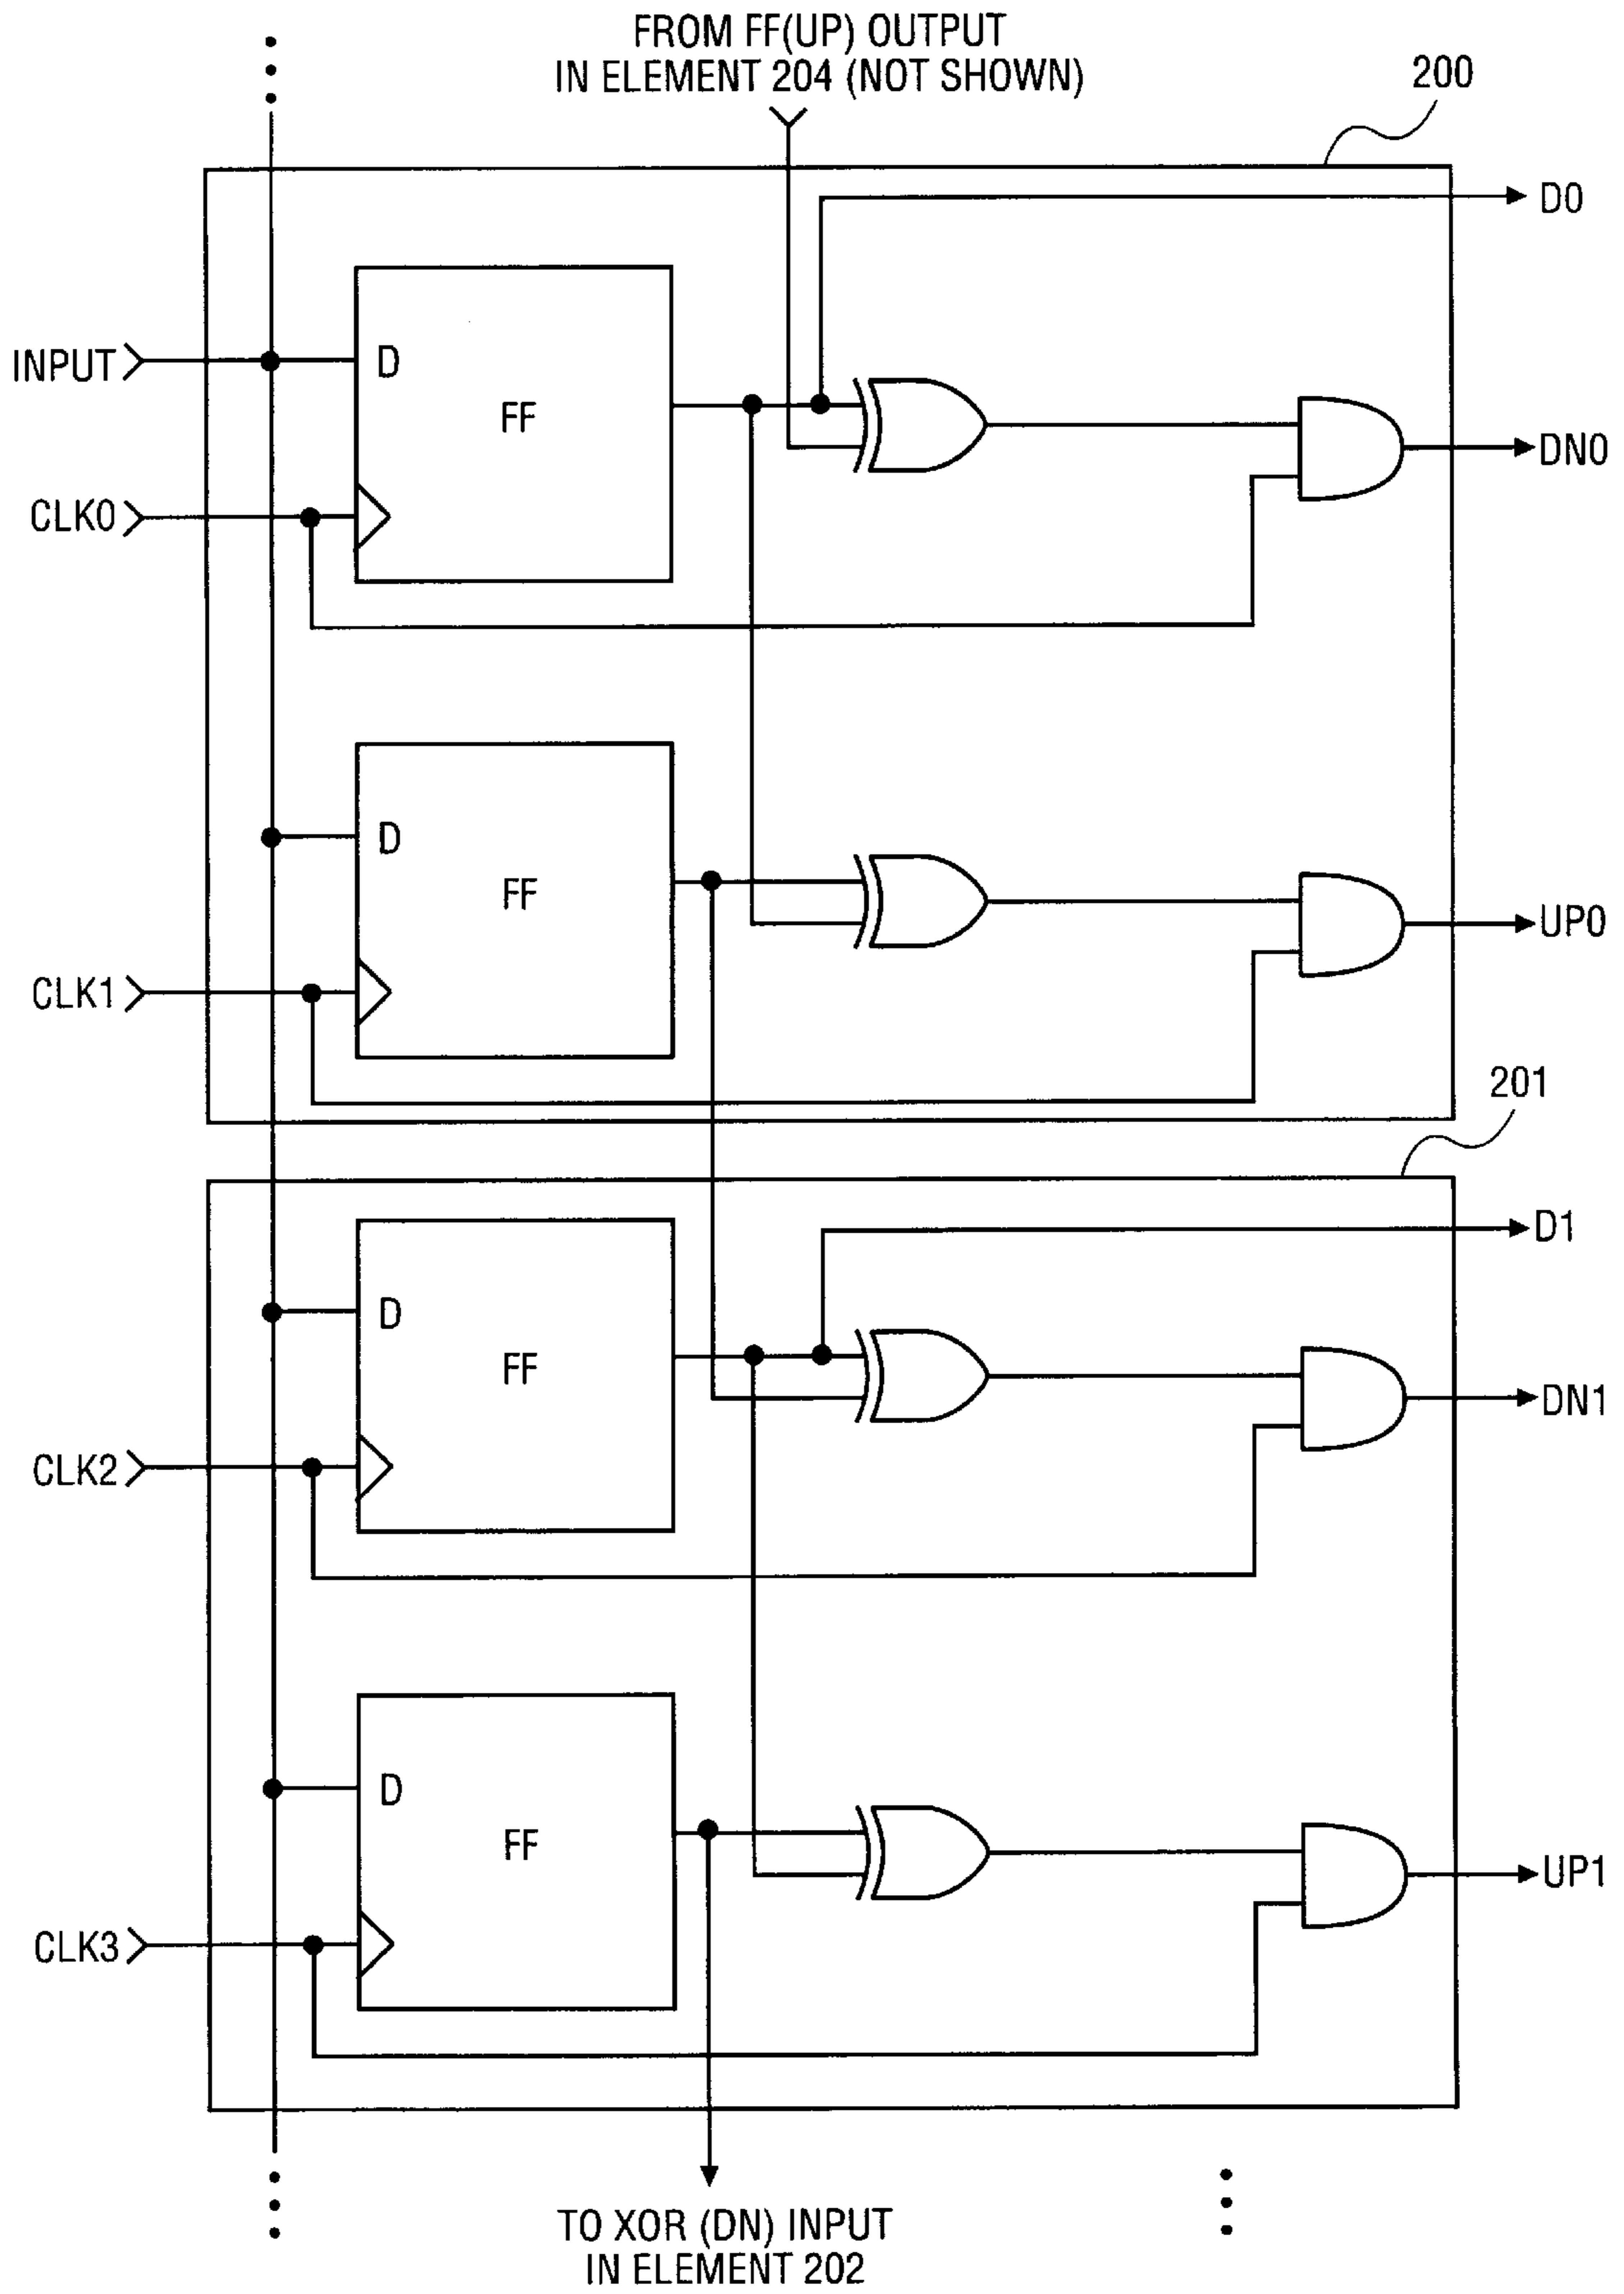 FROM FF(UP) OUTPUT
IN ELEMENT 204 (NOT SHOWN)
200
D0
INPUT
D
FF
DN0
CLK0
D
FF
UP0
CLK1
201
D1
D
FF
DN1
CLK2
D
FF
UP1
CLK3
TO XOR (DN) INPUT
IN ELEMENT 202